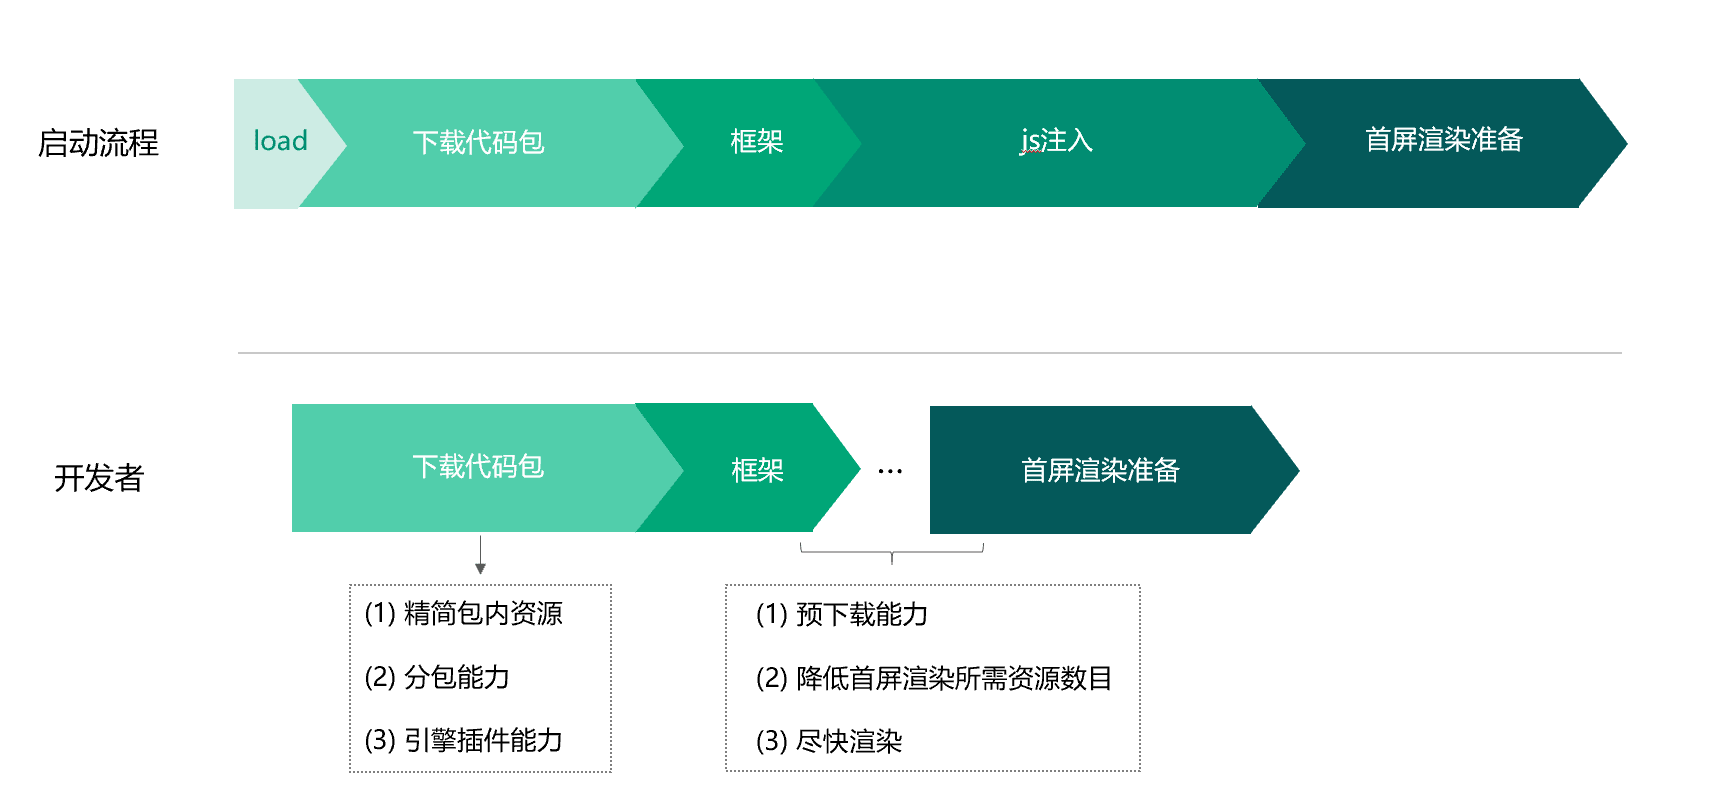 启动流程
load
下载代码包
框架
js注入
首屏渲染准备
开发者
下载代码包
框架
...
首屏渲染准备
(1) 精简包内资源
(2) 分包能力
(3) 引擎插件能力
(1) 预下载能力
(2) 降低首屏渲染所需资源数目
(3) 尽快渲染